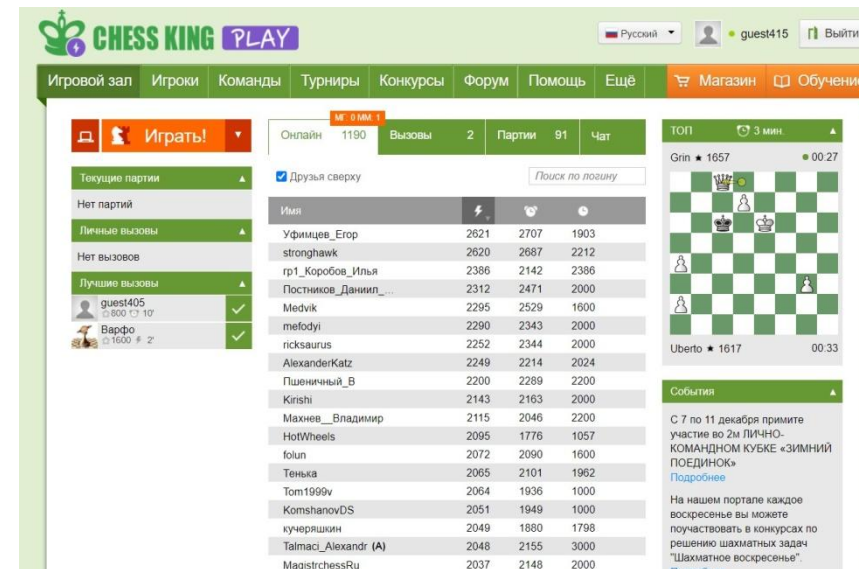 CHESS KING PLAY
Русский
guest415
Выйти
Игровой зал Игроки Команды Турниры Конкурсы Форум Помощь Ещё Магазин Обучение
Играть!
Текущие партии
Нет партий
Личные вызовы
Нет вызовов
Лучшие вызовы
guest405
800 10'
Варфо
1600 2'
МГ: 0 ММ: 1
Онлайн 1190 Вызовы 2 Партии 91 Чат
Друзья сверху Поиск по логину
Имя
Уфимцев_Егор 2621 2707 1903
stronghawk 2620 2687 2212
гр1_Коробов_Илья 2386 2142 2386
Постников_Даниил_... 2312 2471 2000
Medvik 2295 2529 1600
mefodyi 2290 2343 2000
ricksaurus 2252 2344 2000
AlexanderKatz 2249 2214 2024
Пшеничный_В 2200 2289 2200
Kirishi 2143 2163 2000
Махнев__Владимир 2115 2046 2200
HotWheels 2095 1776 1057
folun 2072 2090 1600
Тенька 2065 2101 1962
Tom1999v 2064 1936 1000
KomshanovDS 2051 1949 1000
кучеряшкин 2049 1880 1798
Talmaci_Alexandr (A) 2048 2155 3000
MagistrchessRu 2037 2148 2000
ТОП 3 мин.
Grin ★ 1657 00:27
Uberto ★ 1617 00:33
События
С 7 по 11 декабря примите
участие во 2м ЛИЧНО-
КОМАНДНОМ КУБКЕ «ЗИМНИЙ
ПОЕДИНОК»
Подробнее
На нашем портале каждое
воскресенье вы можете
поучаствовать в конкурсах по
решению шахматных задач
"Шахматное воскресенье".